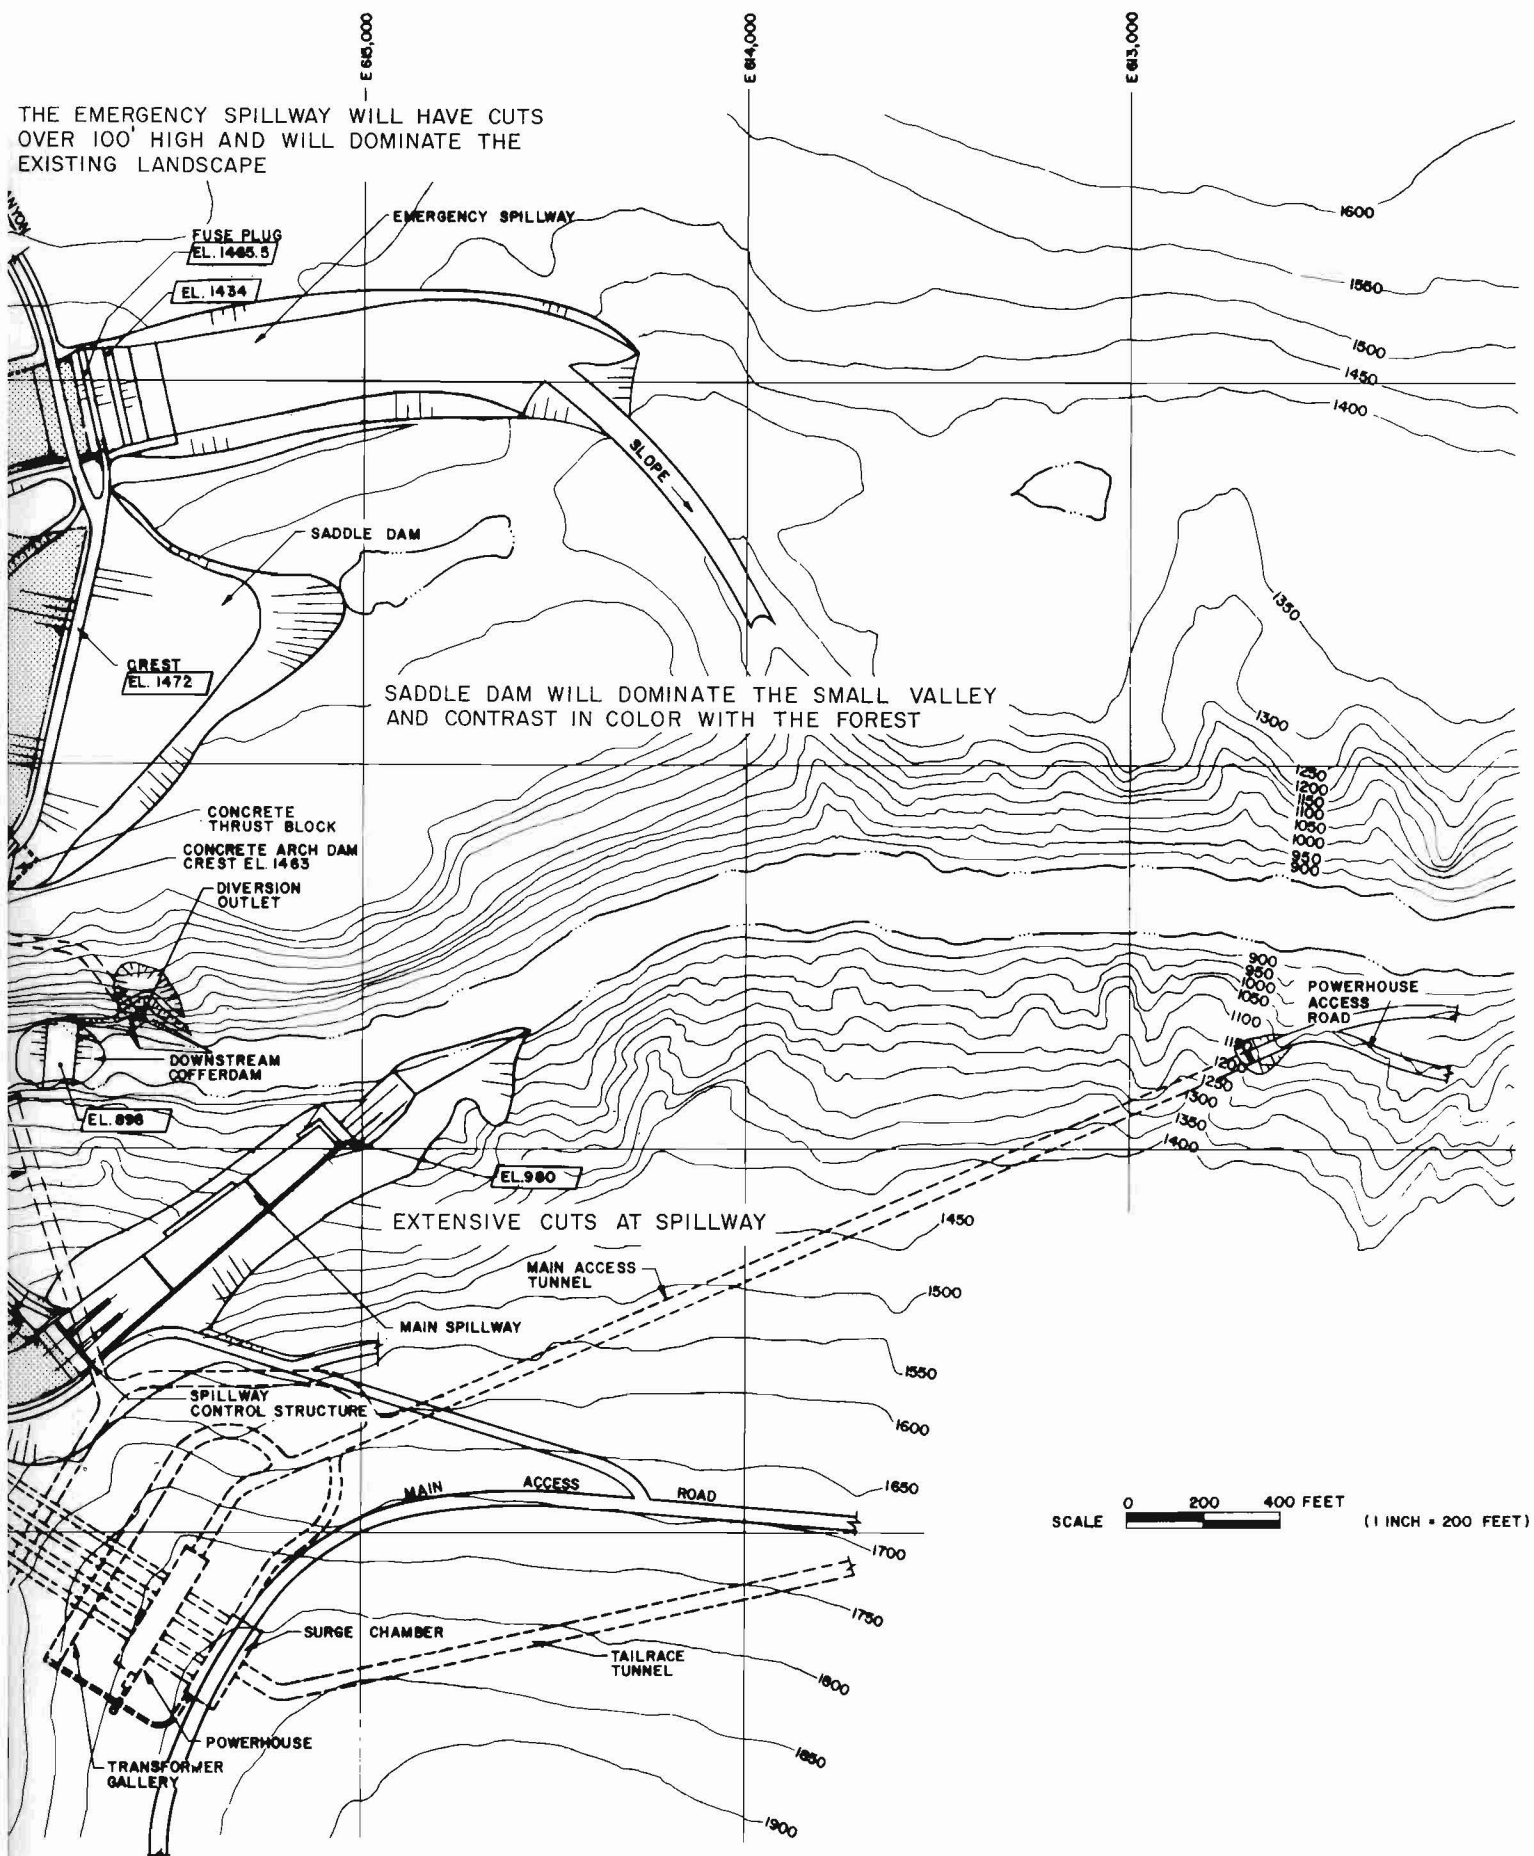 E 615,000
E 614,000
E 613,000
THE EMERGENCY SPILLWAY WILL HAVE CUTS
OVER 100' HIGH AND WILL DOMINATE THE
EXISTING LANDSCAPE
EMERGENCY SPILLWAY
FUSE PLUG
EL. 1465.5
EL. 1434
1600
1550
1500
1450
1400
SLOPE
SADDLE DAM
1350
CREST
EL. 1472
SADDLE DAM WILL DOMINATE THE SMALL VALLEY
AND CONTRAST IN COLOR WITH THE FOREST
1300
1250
1200
1150
1100
1050
1000
950
900
CONCRETE
THRUST BLOCK
CONCRETE ARCH DAM
CREST EL. 1463
DIVERSION
OUTLET
900
950
1000
1050
1100
1150
1200
1250
1300
1350
1400
POWERHOUSE
ACCESS
ROAD
DOWNSTREAM
COFFERDAM
EL. 898
EL. 980
EXTENSIVE CUTS AT SPILLWAY
1450
MAIN ACCESS
TUNNEL
1500
MAIN SPILLWAY
1550
SPILLWAY
CONTROL STRUCTURE
1600
1650
MAIN ACCESS ROAD
SCALE 0 200 400 FEET (1 INCH = 200 FEET)
1700
1750
SURGE CHAMBER
TAILRACE
TUNNEL
1800
POWERHOUSE
1850
TRANSFORMER
GALLERY
1900